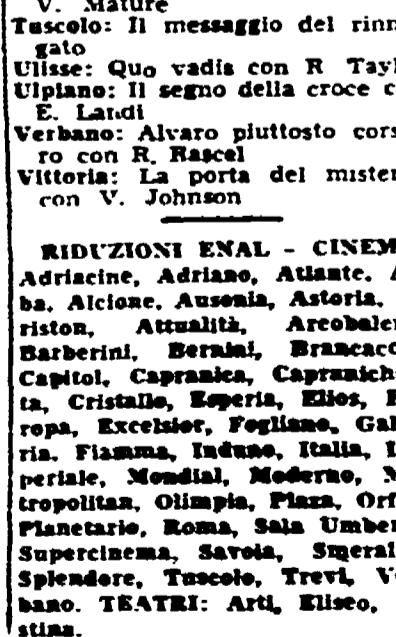 V. Mature
Tuscolo: Il messaggio del rinn
gato
Ulisse: Quo vadis con R Tayl
Ulpiano: Il segno della croce c
E. Landi
Verbano: Alvaro piuttosto cors
ro con R. Rascel
Vittoria: La porta del mister
con V. Johnson
RIDUZIONI ENAL - CINEM
Adriacine, Adriano, Atlante, A
ba, Alcione, Ausonia, Astoria,
riston, Attualità, Arcobalen
Barberini, Bernini, Brancacc
Capitol, Capranica, Capranich
ta, Cristallo, Esperia, Elios, E
ropa, Excelsior, Fogliano, Gal
ria, Fiamma, Induno, Italia, I
periale, Mondial, Moderno, M
tropolitan, Olimpia, Plaza, Orf
Planetario, Roma, Sala Umber
Supercinema, Savoia, Smeral
Splendore, Tuscolo, Trevi, V
bano. TEATRI: Arti, Eliseo,
stina.